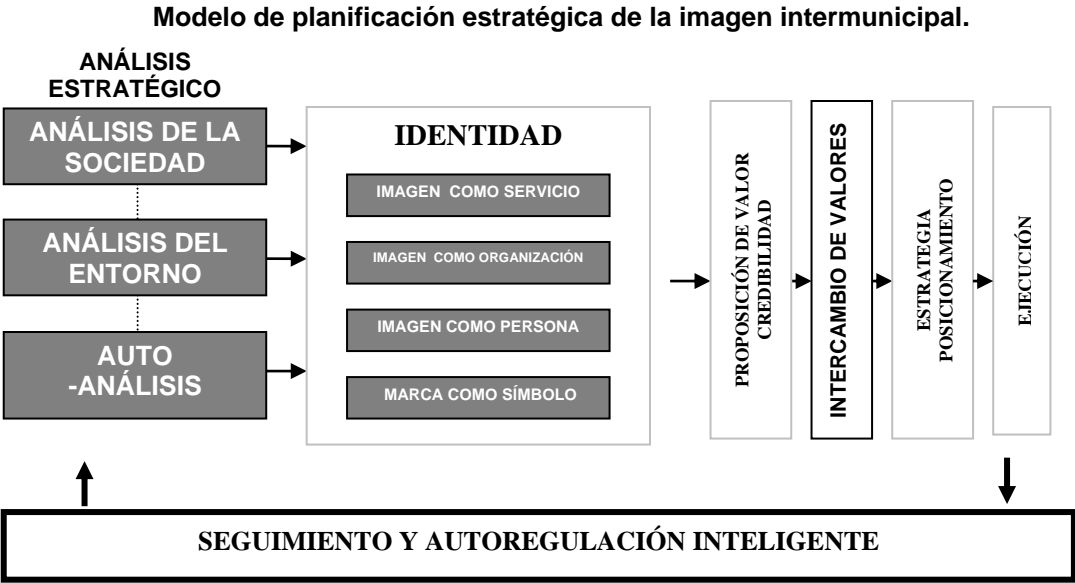 Modelo de planificación estratégica de la imagen intermunicipal.
ANÁLISIS
ESTRATÉGICO
ANÁLISIS DE LA
SOCIEDAD
ANÁLISIS DEL
ENTORNO
AUTO
-ANÁLISIS
IDENTIDAD
IMAGEN COMO SERVICIO
IMAGEN COMO ORGANIZACIÓN
IMAGEN COMO PERSONA
MARCA COMO SÍMBOLO
PROPOSICIÓN DE VALOR
CREDIBILIDAD
INTERCAMBIO DE VALORES
ESTRATEGIA
POSICIONAMIENTO
EJECUCIÓN
SEGUIMIENTO Y AUTOREGULACIÓN INTELIGENTE